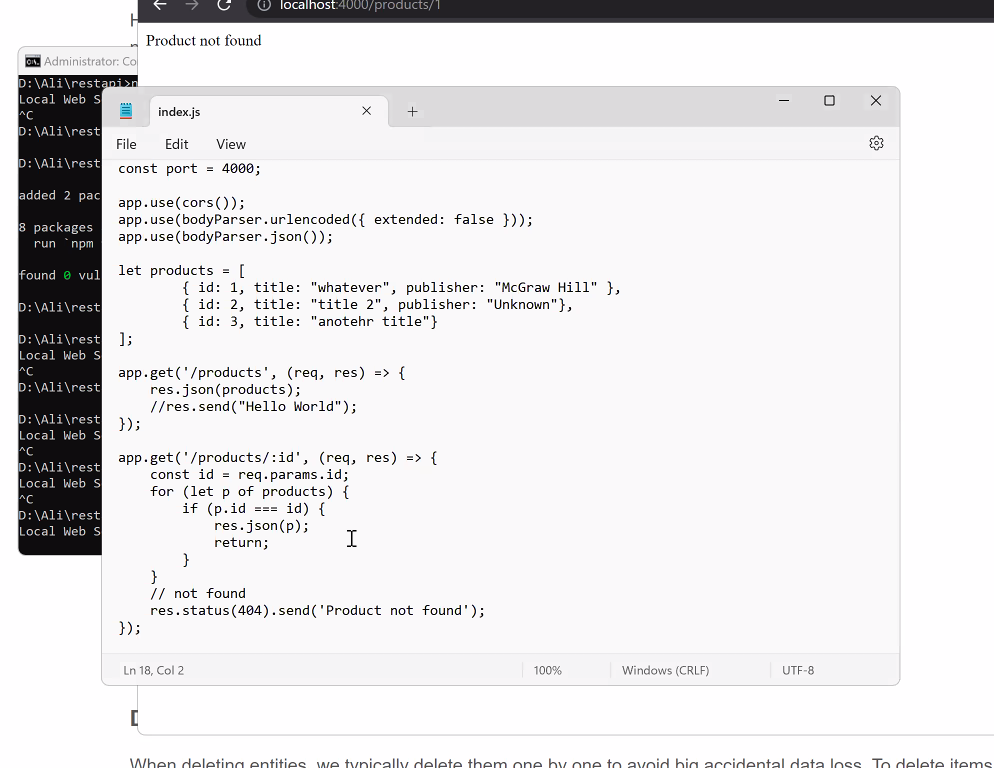 localhost:4000/products/1
Product not found
Administrator: Co
D:\Ali\restapi>n
Local Web S
^C
D:\Ali\rest
D:\Ali\rest
added 2 pac
8 packages
run `npm
found 0 vul
D:\Ali\rest
D:\Ali\rest
Local Web S
^C
D:\Ali\rest
D:\Ali\rest
Local Web S
^C
D:\Ali\rest
Local Web S
^C
D:\Ali\rest
Local Web S
index.js
File Edit View
const port = 4000;
app.use(cors());
app.use(bodyParser.urlencoded({ extended: false }));
app.use(bodyParser.json());
let products = [
{ id: 1, title: "whatever", publisher: "McGraw Hill" },
{ id: 2, title: "title 2", publisher: "Unknown"},
{ id: 3, title: "anotehr title"}
];
app.get('/products', (req, res) => {
res.json(products);
//res.send("Hello World");
});
app.get('/products/:id', (req, res) => {
const id = req.params.id;
for (let p of products) {
if (p.id === id) {
res.json(p);
return;
}
}
// not found
res.status(404).send('Product not found');
});
Ln 18, Col 2 100% Windows (CRLF) UTF-8
When deleting entities, we typically delete them one by one to avoid big accidental data loss. To delete items